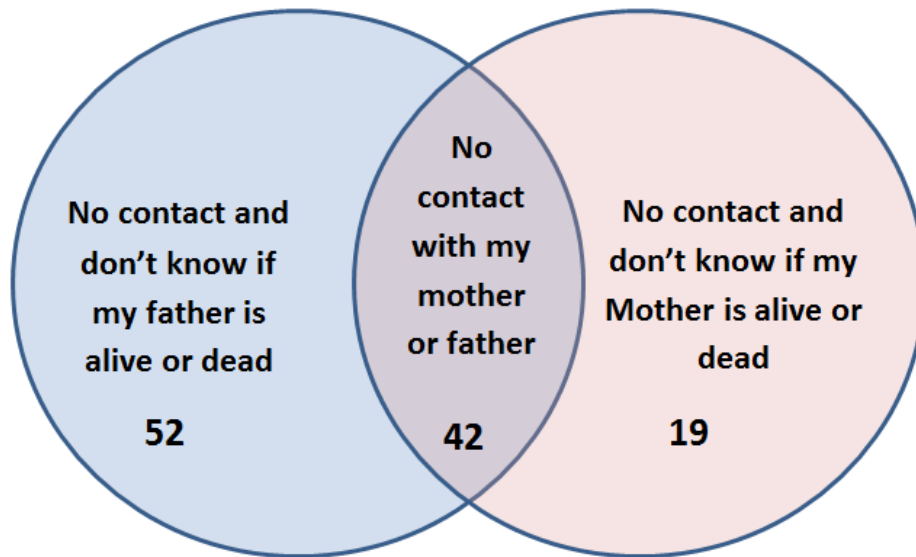 No contact and
don’t know if
my father is
alive or dead
52
No
contact
with my
mother
or father
42
No contact and
don’t know if my
Mother is alive or
dead
19